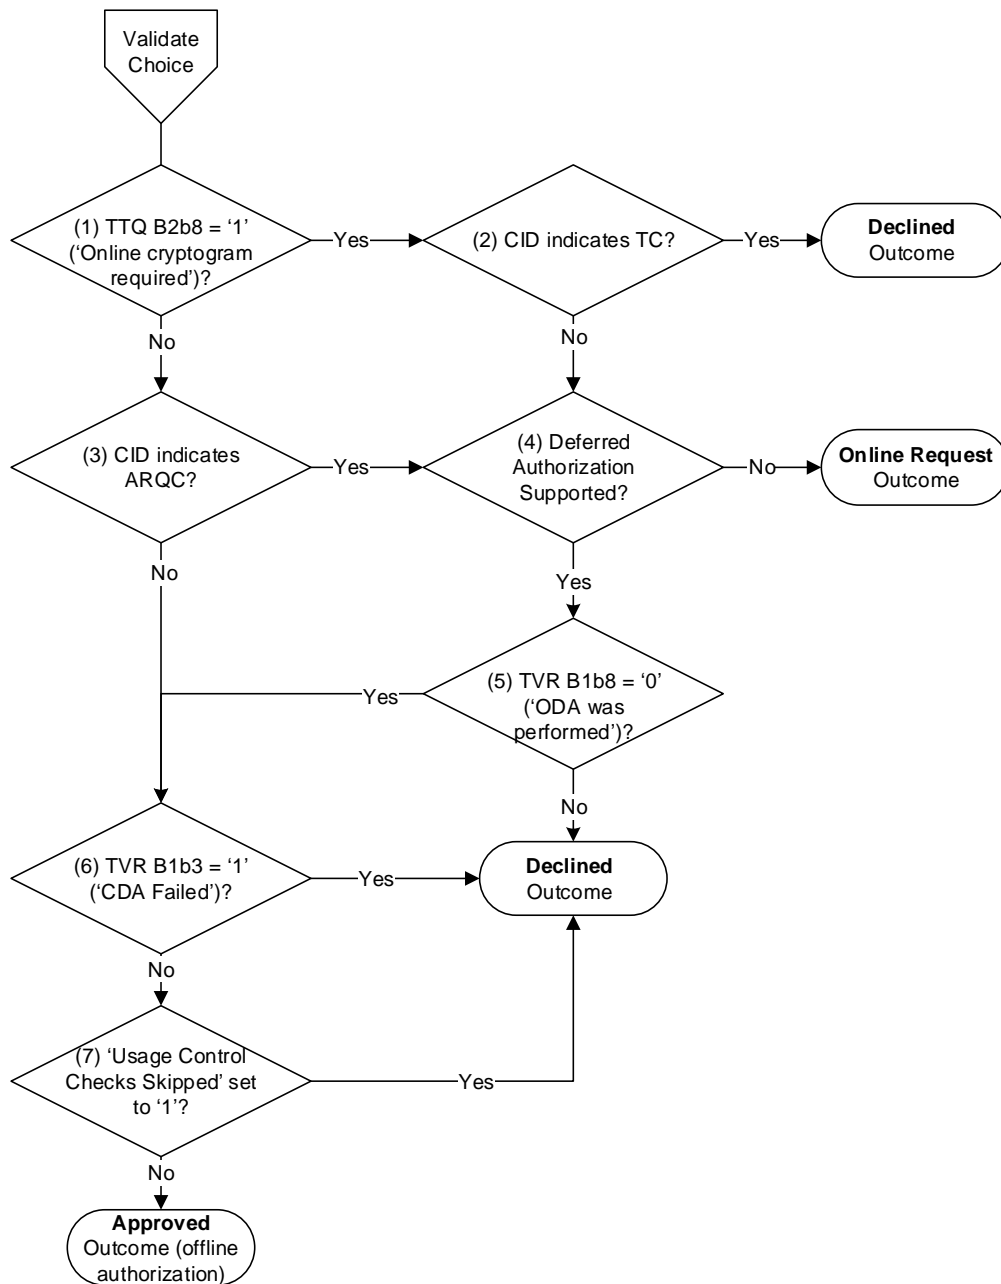 Validate
Choice
(1) TTQ B2b8 = ‘1’
(‘Online cryptogram
required’)?
Yes
(2) CID indicates TC?
Yes
Declined
Outcome
No
No
(3) CID indicates
ARQC?
Yes
(4) Deferred
Authorization
Supported?
No
Online Request
Outcome
No
Yes
(5) TVR B1b8 = ‘0’
(‘ODA was
performed’)?
Yes
No
(6) TVR B1b3 = ‘1’
(‘CDA Failed’)?
Yes
Declined
Outcome
No
(7) ‘Usage Control
Checks Skipped’ set
to ‘1’?
Yes
No
Approved
Outcome (offline
authorization)